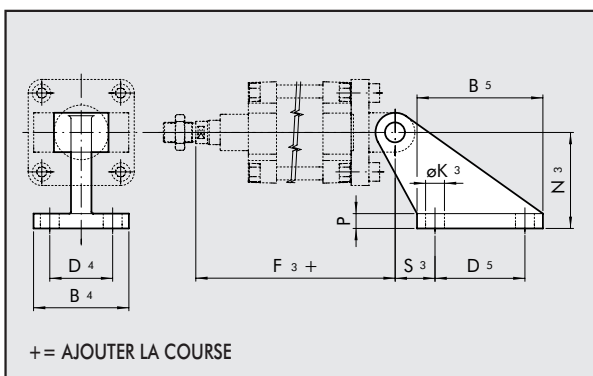 B 5
øK 3
N 3
P
D 4
F 3 +
S 3
D 5
B 4
+= AJOUTER LA COURSE